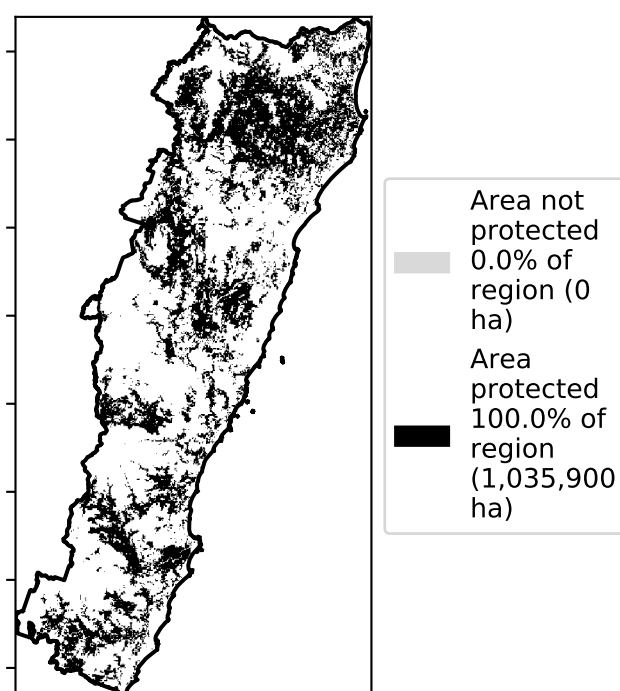 Area not
protected
0.0% of
region (0
ha)
Area
protected
100.0% of
region
(1,035,900
ha)